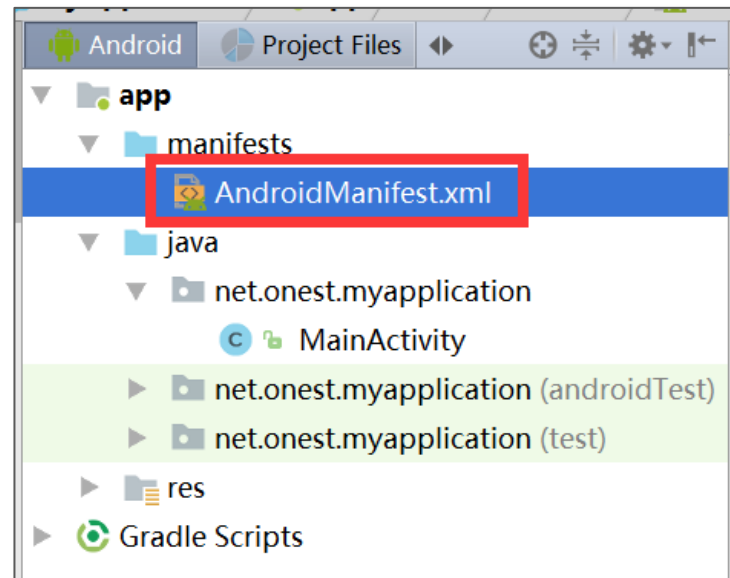 Android Project Files
app
manifests
AndroidManifest.xml
java
net.onest.myapplication
C MainActivity
net.onest.myapplication (androidTest)
net.onest.myapplication (test)
res
Gradle Scripts